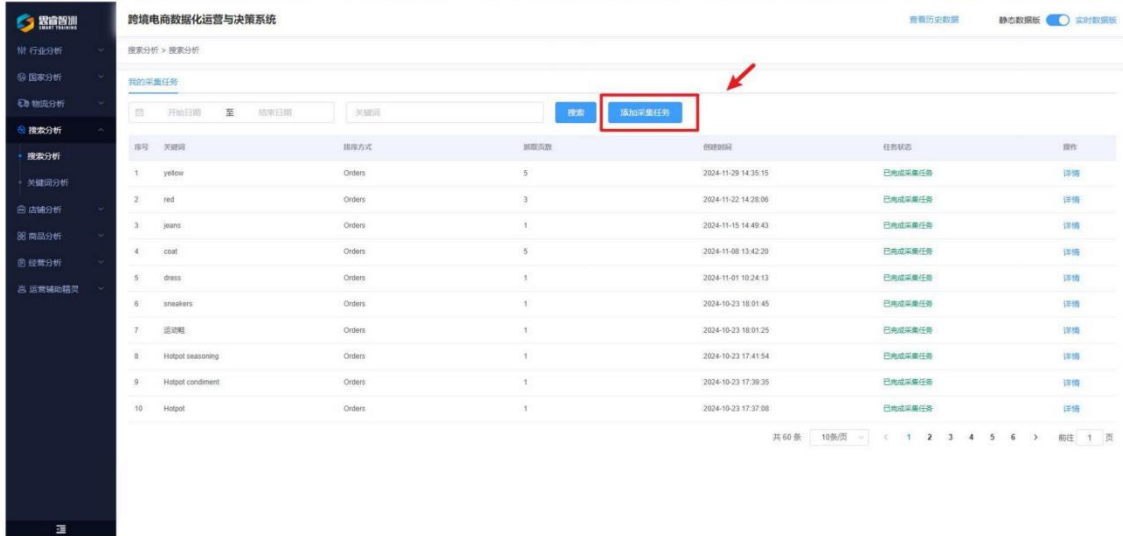 思睿智训
SMART TRAINING
跨境电商数据化运营与决策系统
查看历史数据
静态数据版
实时数据版
行业分析
国家分析
物流分析
搜索分析
搜索分析
关键词分析
店铺分析
商品分析
经营分析
运营辅助精灵
搜索分析 > 搜索分析
我的采集任务
开始日期 至 结束日期 关键词 搜索 添加采集任务
序号 关键词 排序方式 抓取页数 创建时间 任务状态 操作
1 yellow Orders 5 2024-11-29 14:35:15 已完成采集任务 详情
2 red Orders 3 2024-11-22 14:28:06 已完成采集任务 详情
3 jeans Orders 1 2024-11-15 14:49:43 已完成采集任务 详情
4 coat Orders 5 2024-11-08 13:42:20 已完成采集任务 详情
5 dress Orders 1 2024-11-01 10:24:13 已完成采集任务 详情
6 sneakers Orders 1 2024-10-23 18:01:45 已完成采集任务 详情
7 运动鞋 Orders 1 2024-10-23 18:01:25 已完成采集任务 详情
8 Hotpot seasoning Orders 1 2024-10-23 17:41:54 已完成采集任务 详情
9 Hotpot condiment Orders 1 2024-10-23 17:39:35 已完成采集任务 详情
10 Hotpot Orders 1 2024-10-23 17:37:08 已完成采集任务 详情
共 60 条 10条/页 < 1 2 3 4 5 6 > 前往 1 页